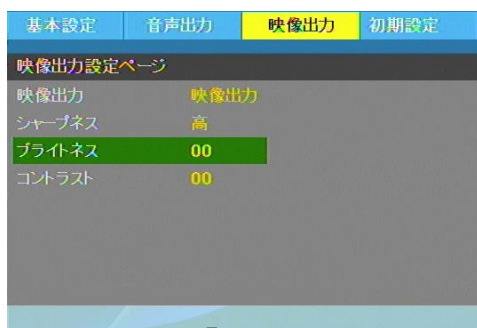 基本設定 音声出力 映像出力 初期設定
映像出力設定ページ
映像出力 映像出力
シャープネス 高
ブライトネス 00
コントラスト 00